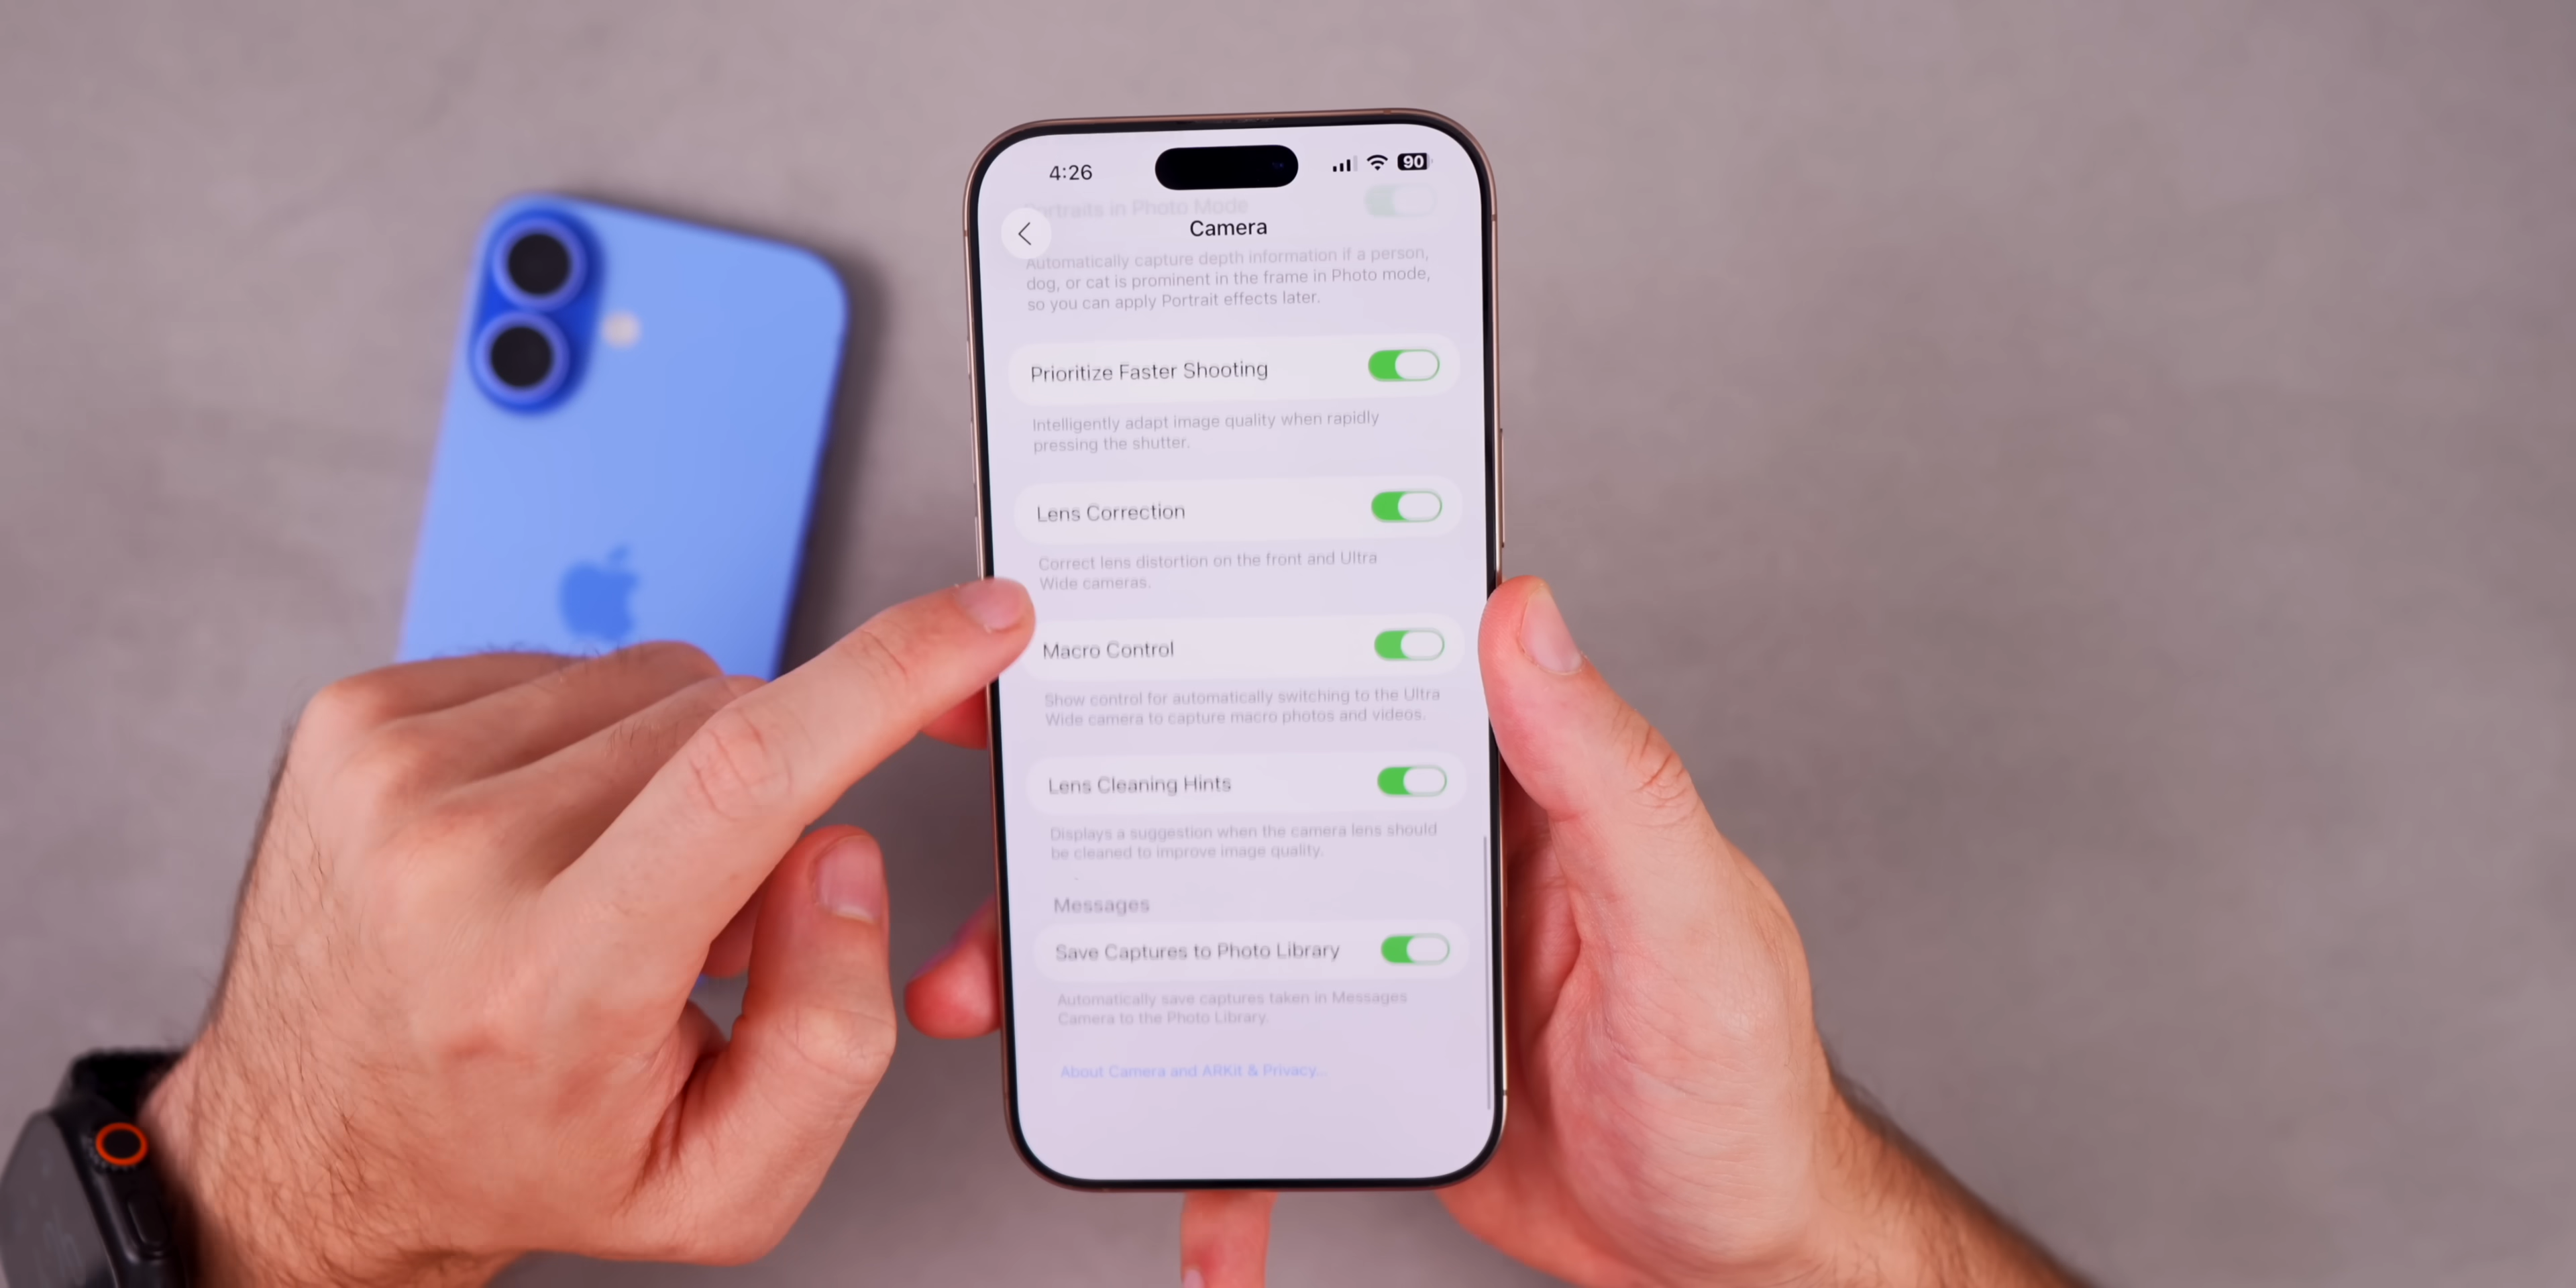 4:26
90
Portraits in Photo Mode
Camera
Automatically capture depth information if a person,
dog, or cat is prominent in the frame in Photo mode,
so you can apply Portrait effects later.
Prioritize Faster Shooting
Intelligently adapt image quality when rapidly
pressing the shutter.
Lens Correction
Correct lens distortion on the front and Ultra
Wide cameras.
Macro Control
Show control for automatically switching to the Ultra
Wide camera to capture macro photos and videos.
Lens Cleaning Hints
Displays a suggestion when the camera lens should
be cleaned to improve image quality.
Messages
Save Captures to Photo Library
Automatically save captures taken in Messages
Camera to the Photo Library.
About Camera and ARKit & Privacy...